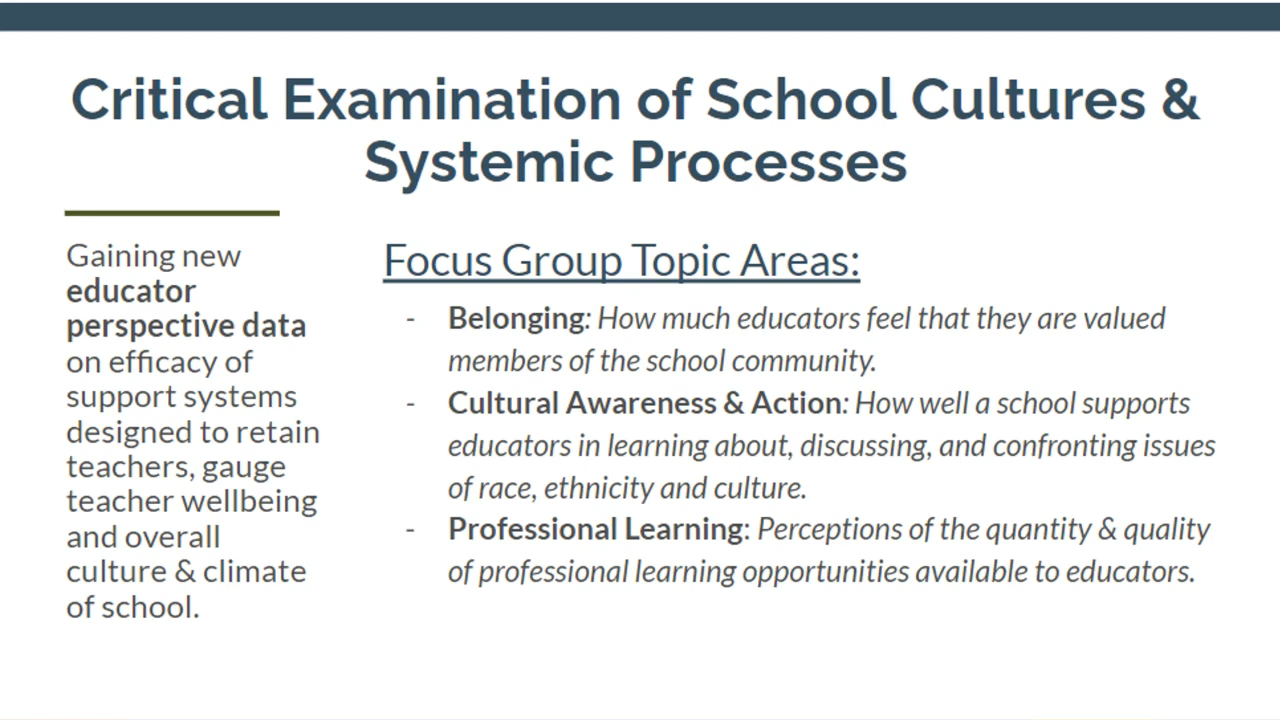 Critical Examination of School Cultures &
Systemic Processes
Gaining new
educator
perspective data
on efficacy of
support systems
designed to retain
teachers, gauge
teacher wellbeing
and overall
culture & climate
of school.
Focus Group Topic Areas:
- Belonging: How much educators feel that they are valued
members of the school community.
- Cultural Awareness & Action: How well a school supports
educators in learning about, discussing, and confronting issues
of race, ethnicity and culture.
- Professional Learning: Perceptions of the quantity & quality
of professional learning opportunities available to educators.